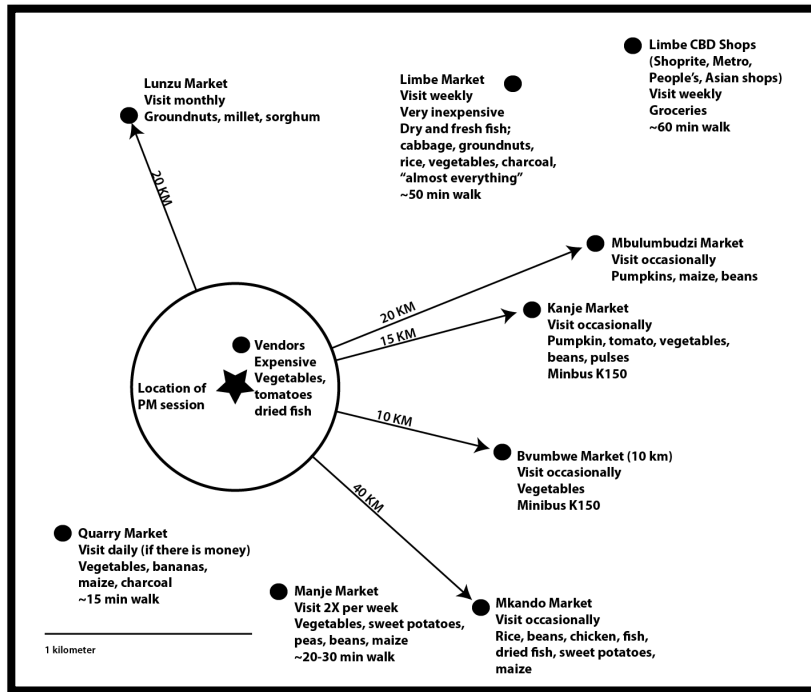 Limbe CBD Shops
(Shoprite, Metro,
People's, Asian shops)
Visit weekly
Groceries
~60 min walk
Lunzu Market
Visit monthly
Groundnuts, millet, sorghum
Limbe Market
Visit weekly
Very inexpensive
Dry and fresh fish;
cabbage, groundnuts,
rice, vegetables, charcoal,
“almost everything”
~50 min walk
20 KM
Mbulumbudzi Market
Visit occasionally
Pumpkins, maize, beans
20 KM
Kanje Market
Visit occasionally
Pumpkin, tomato, vegetables,
beans, pulses
Minbus K150
15 KM
Vendors
Expensive
Vegetables,
tomatoes
dried fish
Location of
PM session
10 KM
Bvumbwe Market (10 km)
Visit occasionally
Vegetables
Minibus K150
40 KM
Quarry Market
Visit daily (if there is money)
Vegetables, bananas,
maize, charcoal
~15 min walk
Manje Market
Visit 2X per week
Vegetables, sweet potatoes,
peas, beans, maize
~20-30 min walk
Mkando Market
Visit occasionally
Rice, beans, chicken, fish,
dried fish, sweet potatoes,
maize
1 kilometer